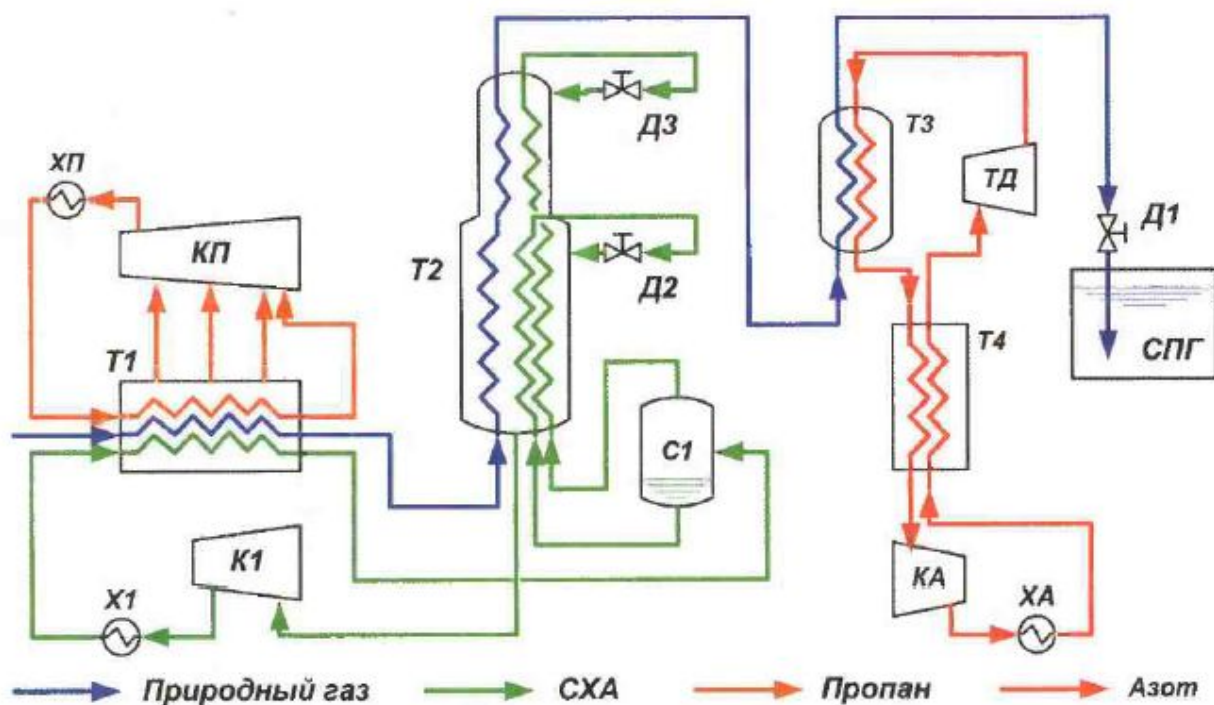 Д3
Т3
ТД
ХП
Д1
КП
Т2
Д2
Т4
СПГ
Т1
С1
К1
КА
Х1
ХА
Природный газ
СХА
Пропан
Азот